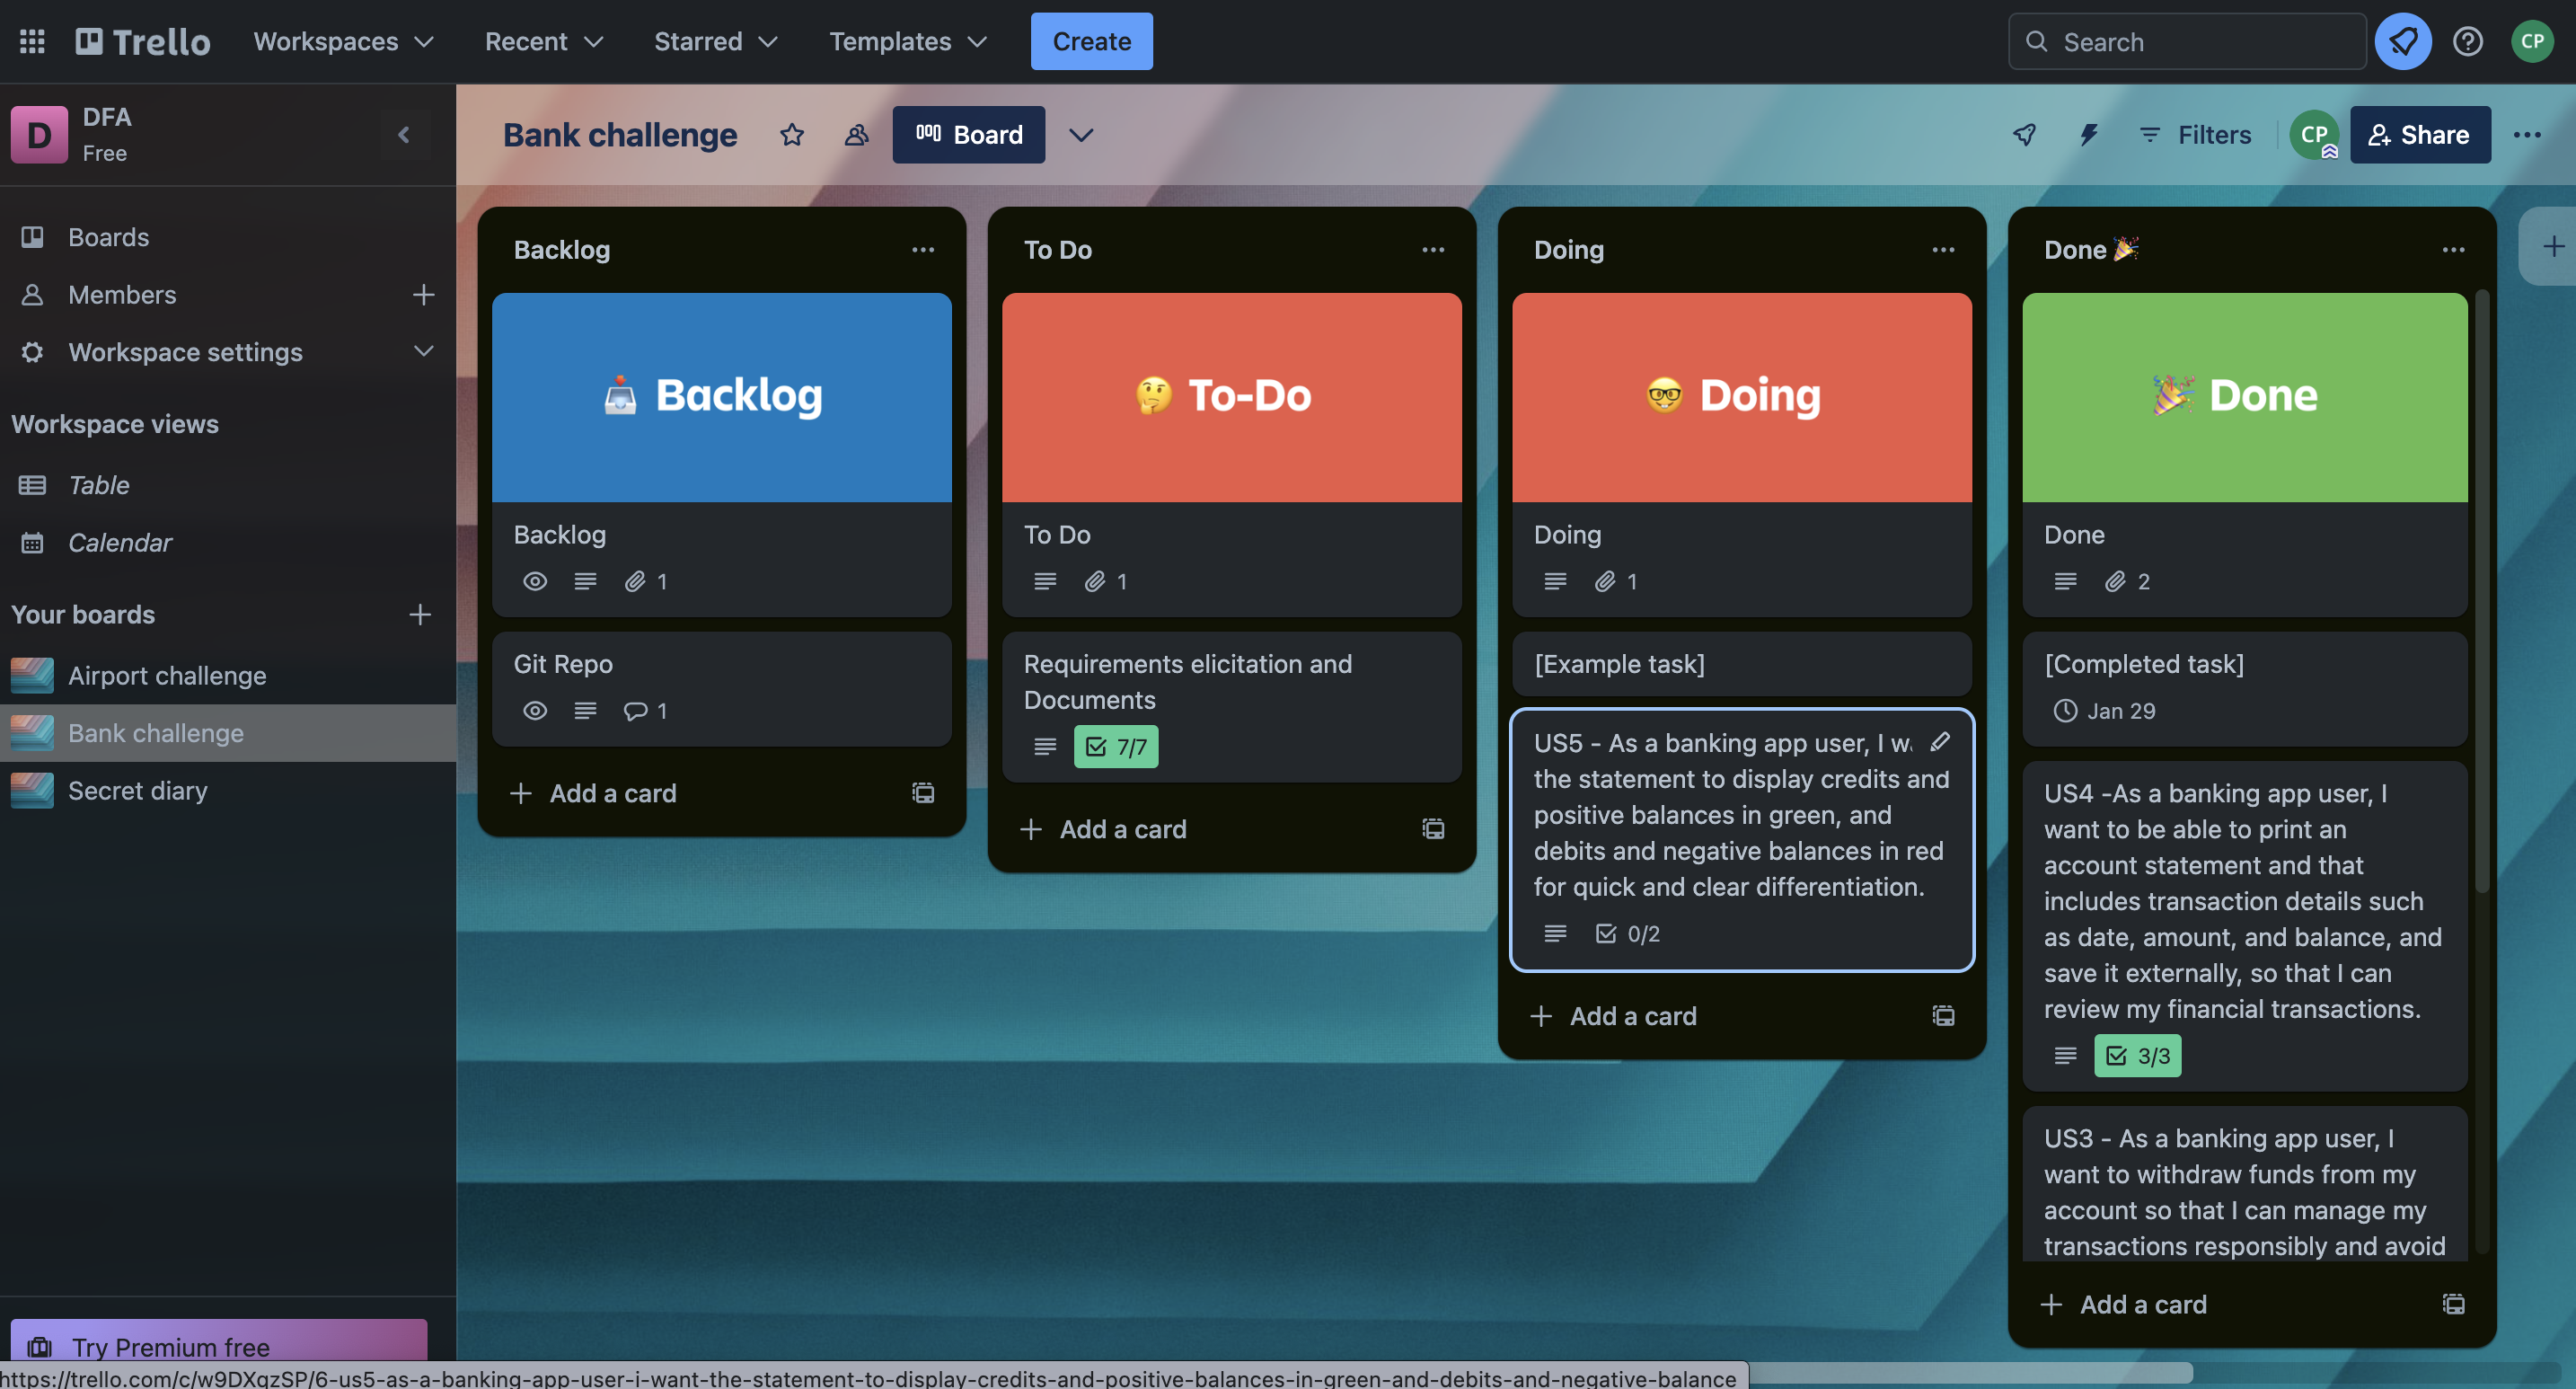 Trello
Workspaces
Recent
Starred
Templates
Create
Search
CP
D
DFA
Free
Boards
Members
Workspace settings
Workspace views
Table
Calendar
Your boards
Airport challenge
Bank challenge
Secret diary
Try Premium free
Bank challenge
Board
Filters
CP
Share
Backlog
Backlog
Backlog
1
Git Repo
1
Add a card
To Do
🤔 To-Do
To Do
1
Requirements elicitation and
Documents
7/7
Add a card
Doing
🤓 Doing
Doing
1
[Example task]
US5 - As a banking app user, I w
the statement to display credits and
positive balances in green, and
debits and negative balances in red
for quick and clear differentiation.
0/2
Add a card
Done 🎉
🎉 Done
Done
2
[Completed task]
Jan 29
US4 -As a banking app user, I
want to be able to print an
account statement and that
includes transaction details such
as date, amount, and balance, and
save it externally, so that I can
review my financial transactions.
3/3
US3 - As a banking app user, I
want to withdraw funds from my
account so that I can manage my
transactions responsibly and avoid
Add a card
https://trello.com/c/w9DXqzSP/6-us5-as-a-banking-app-user-i-want-the-statement-to-display-credits-and-positive-balances-in-green-and-debits-and-negative-balance